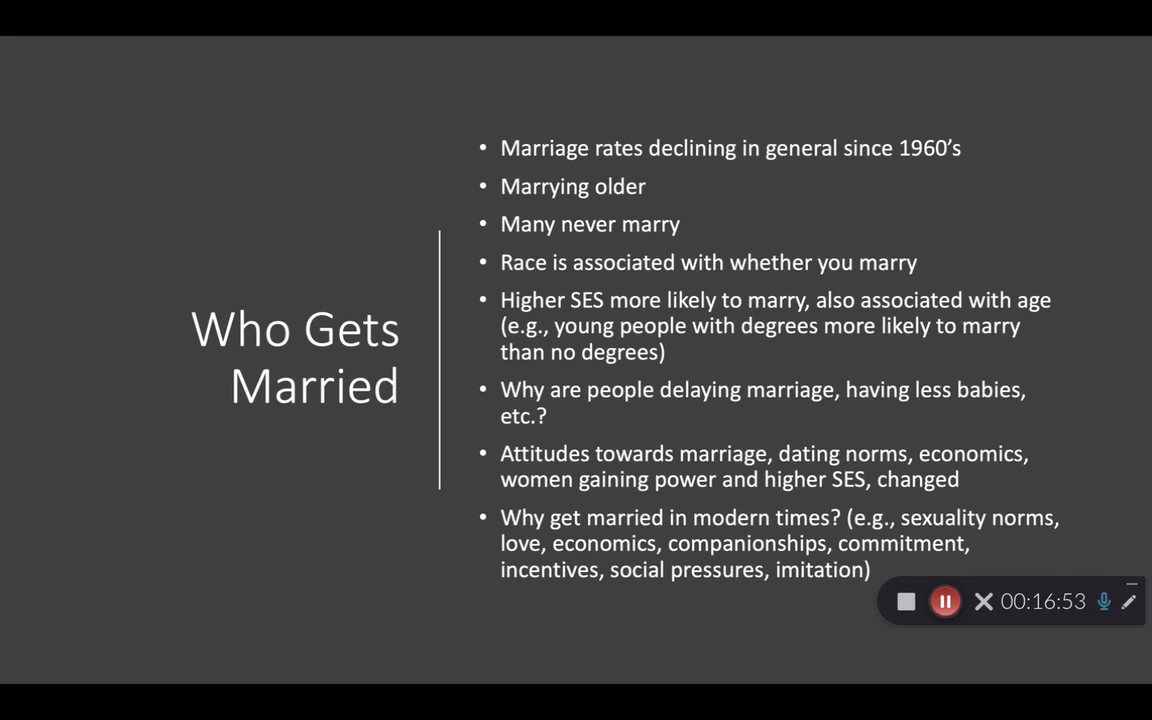 Who Gets
Married
• Marriage rates declining in general since 1960’s
• Marrying older
• Many never marry
• Race is associated with whether you marry
• Higher SES more likely to marry, also associated with age
(e.g., young people with degrees more likely to marry
than no degrees)
• Why are people delaying marriage, having less babies,
etc.?
• Attitudes towards marriage, dating norms, economics,
women gaining power and higher SES, changed
• Why get married in modern times? (e.g., sexuality norms,
love, economics, companionships, commitment,
incentives, social pressures, imitation)
00:16:53